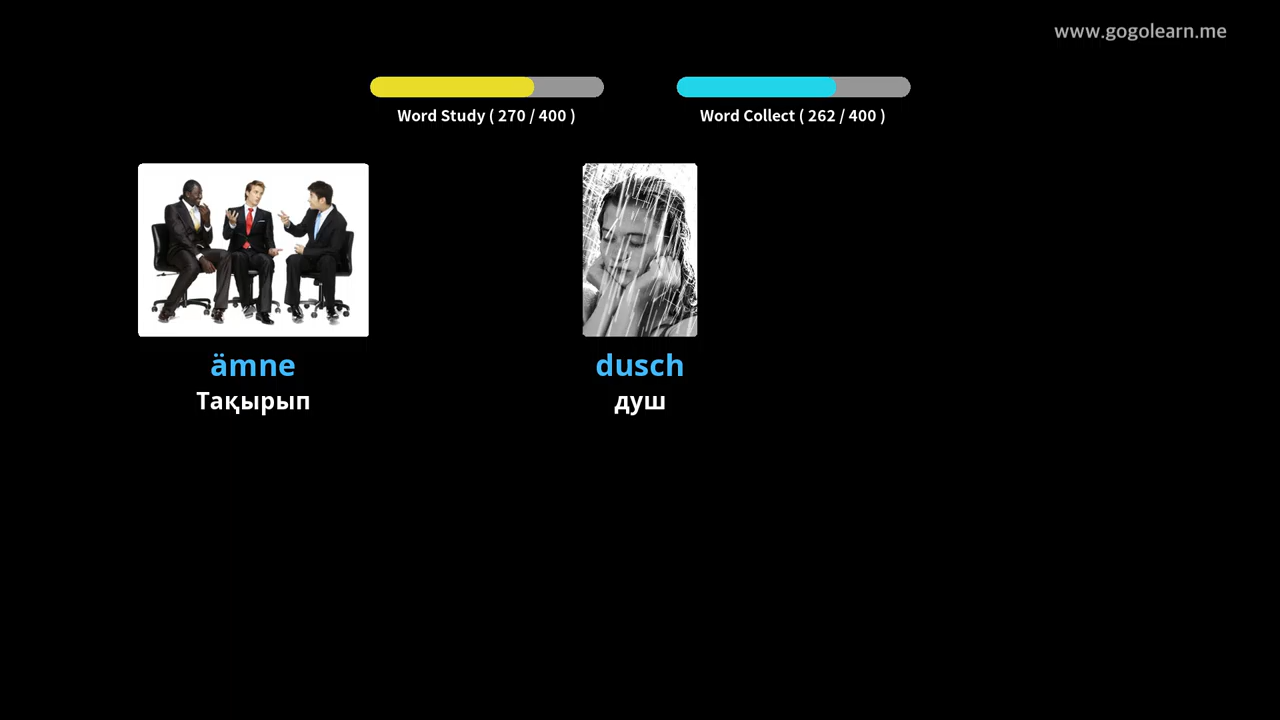 www.gogolearn.me
Word Study ( 270 / 400 )
Word Collect ( 262 / 400 )
ämne
Тақырып
dusch
душ